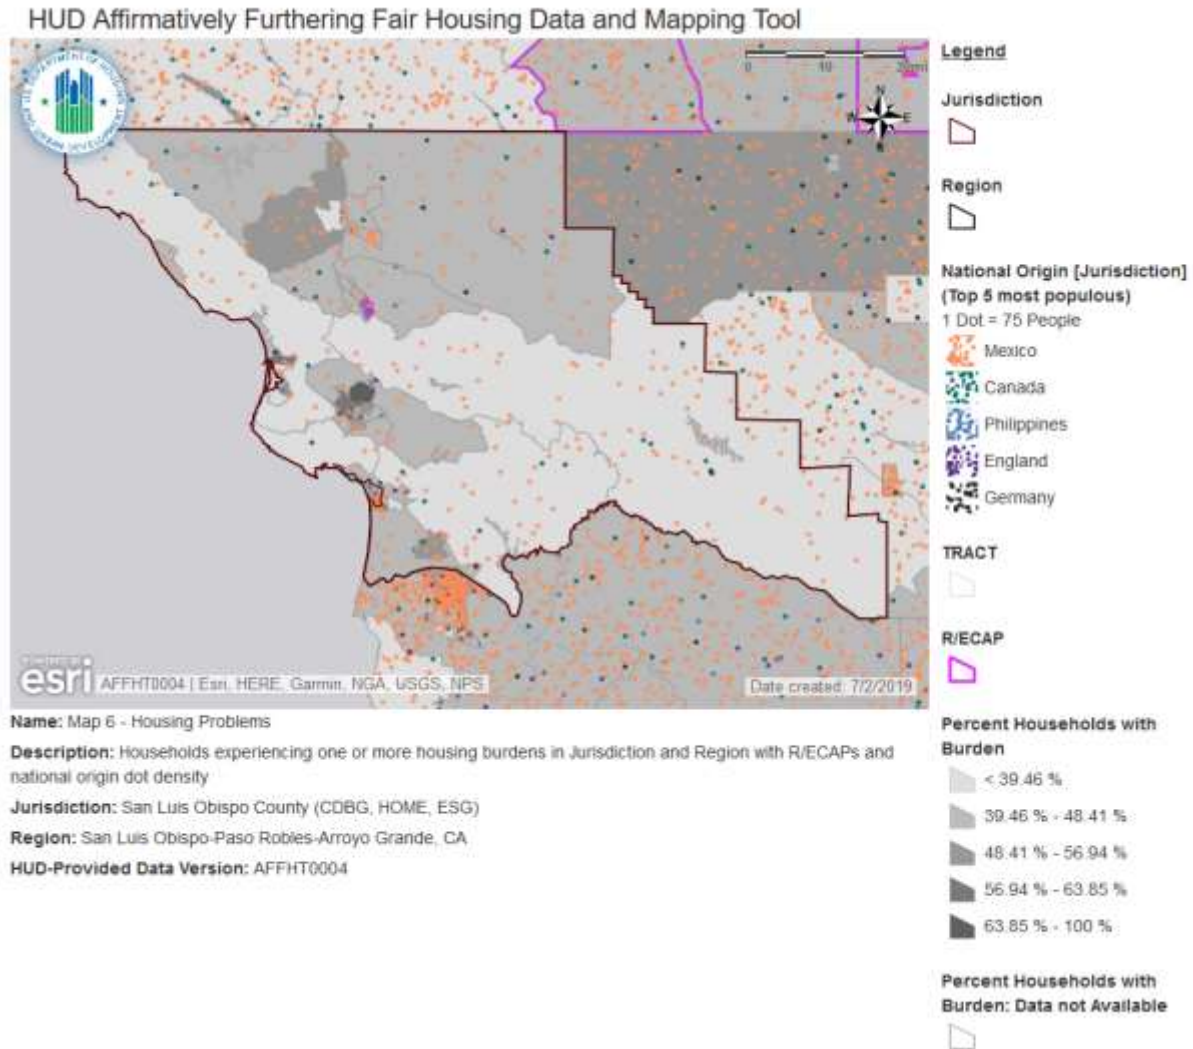 HUD Affirmatively Furthering Fair Housing Data and Mapping Tool
0 10
N
W E
esri
AFFHT0004 | Esri, HERE, Garmin, NGA, USGS, NPS
Date created: 7/2/2019
Name: Map 6 - Housing Problems
Description: Households experiencing one or more housing burdens in Jurisdiction and Region with R/ECAPs and
national origin dot density
Jurisdiction: San Luis Obispo County (CDBG, HOME, ESG)
Region: San Luis Obispo-Paso Robles-Arroyo Grande, CA
HUD-Provided Data Version: AFFHT0004
Legend
Jurisdiction
Region
National Origin [Jurisdiction]
(Top 5 most populous)
1 Dot = 75 People
Mexico
Canada
Philippines
England
Germany
TRACT
R/ECAP
Percent Households with
Burden
< 39.46 %
39.46 % - 48.41 %
48.41 % - 56.94 %
56.94 % - 63.85 %
63.85 % - 100 %
Percent Households with
Burden: Data not Available